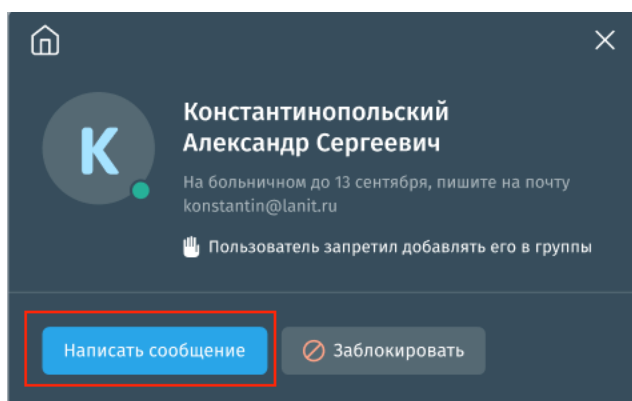 К
Константинопольский
Александр Сергеевич
На больничном до 13 сентября, пишите на почту
konstantin@lanit.ru
Пользователь запретил добавлять его в группы
Написать сообщение
Заблокировать